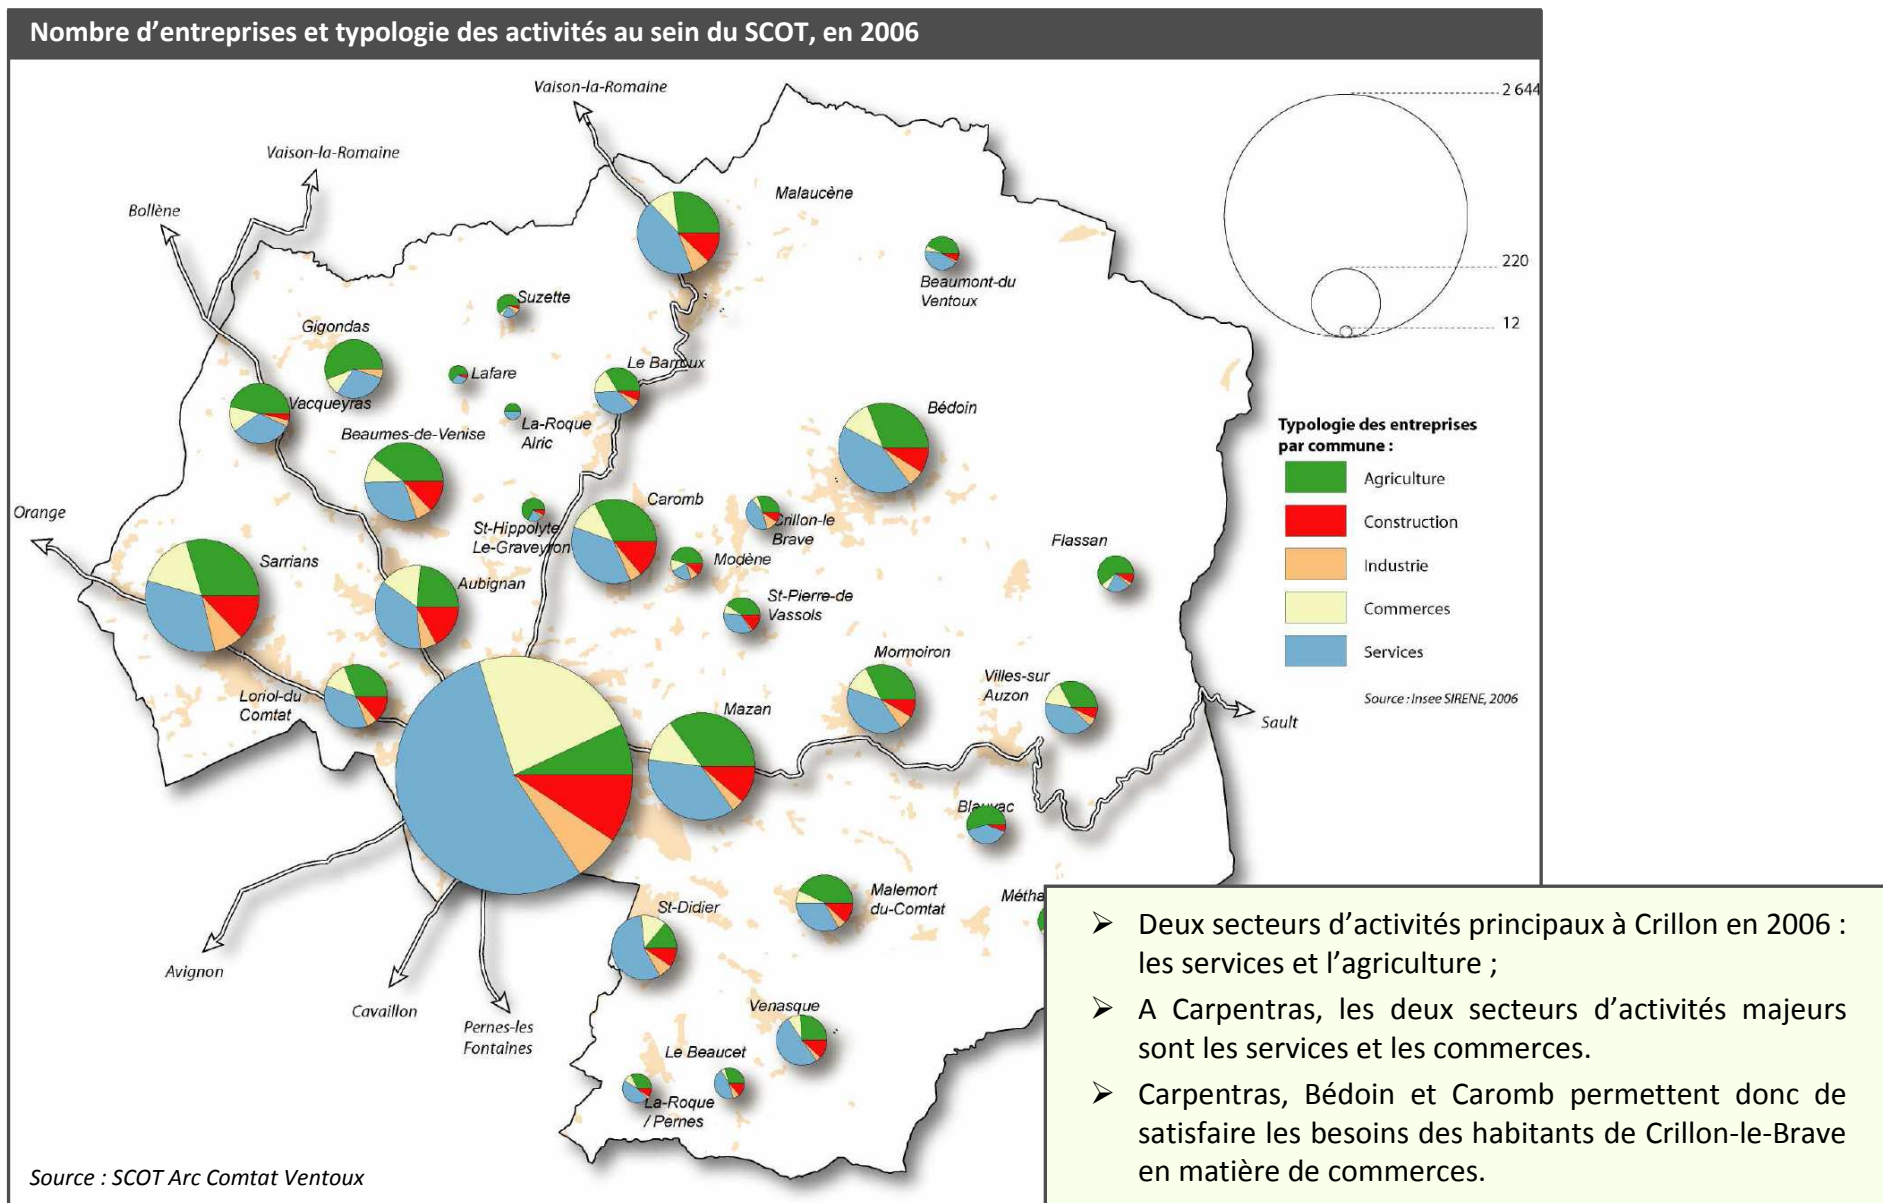 Nombre d’entreprises et typologie des activités au sein du SCOT, en 2006
Vaison-la-Romaine
2 644
Vaison-la-Romaine
Malaucène
Bollène
220
Beaumont-du
Ventoux
Suzette
12
Gigondas
Le Barroux
Lafare
Vacqueyras
Bédoin
La-Roque
Alric
Typologie des entreprises
par commune :
Beaumes-de-Venise
Agriculture
Caromb
Orange
Construction
St-Hippolyte
Le-Graveyron
Crillon-le
Brave
Flassan
Sarrians
Modène
Industrie
Aubignan
St-Pierre-de
Vassols
Commerces
Mormoiron
Services
Villes-sur
Auzon
Loriol-du
Comtat
Mazan
Source : Insee SIRENE, 2006
Sault
Blauvac
Malemort
du-Comtat
Métha
St-Didier
Avignon
Cavaillon
Venasque
Pernes-les
Fontaines
Le Beaucet
La-Roque
/ Pernes
➢ Deux secteurs d’activités principaux à Crillon en 2006 :
les services et l’agriculture ;
➢ A Carpentras, les deux secteurs d’activités majeurs
sont les services et les commerces.
➢ Carpentras, Bédoin et Caromb permettent donc de
satisfaire les besoins des habitants de Crillon-le-Brave
en matière de commerces.
Source : SCOT Arc Comtat Ventoux